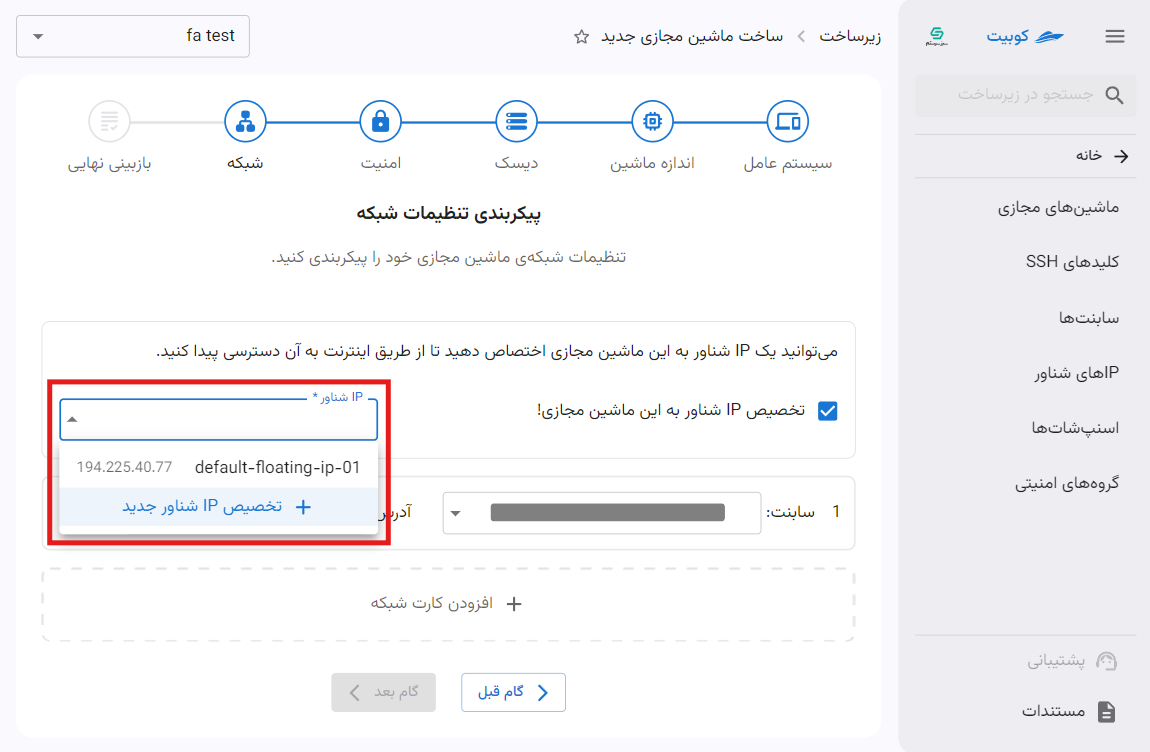 کوبیت
زیرساخت
ساخت ماشین مجازی جدید
fa test
جستجو در زیرساخت
خانه
ماشین‌های مجازی
کلیدهای SSH
سابنت‌ها
IPهای شناور
اسنپ‌شات‌ها
گروه‌های امنیتی
پشتیبانی
مستندات
سیستم عامل
اندازه ماشین
دیسک
امنیت
شبکه
بازبینی نهایی
پیکربندی تنظیمات شبکه
تنظیمات شبکه‌ی ماشین مجازی خود را پیکربندی کنید.
می‌توانید یک IP شناور به این ماشین مجازی اختصاص دهید تا از طریق اینترنت به آن دسترسی پیدا کنید.
تخصیص IP شناور به این ماشین مجازی!
IP شناور *
default-floating-ip-01 194.225.40.77
تخصیص IP شناور جدید
1 سابنت:
آدرس
افزودن کارت شبکه
گام قبل
گام بعد